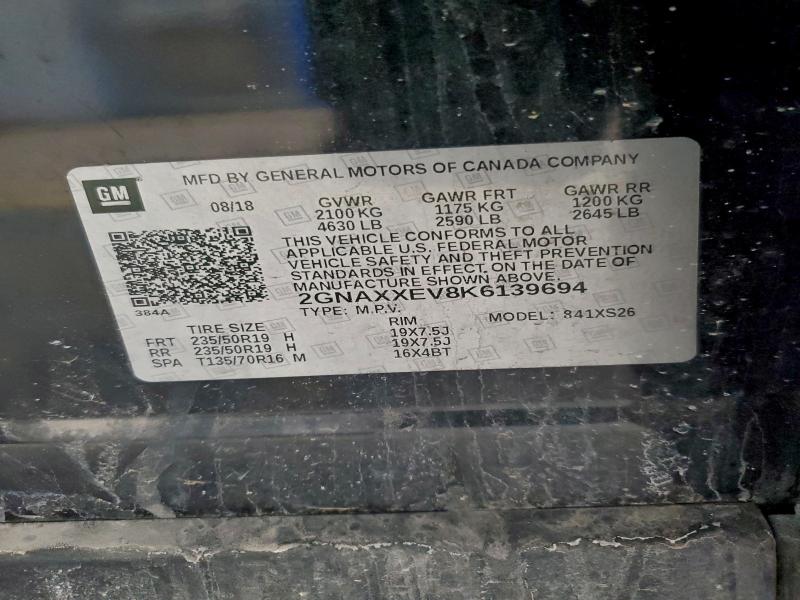 GM
MFD BY GENERAL MOTORS OF CANADA COMPANY
08/18 GVWR GAWR FRT GAWR RR
2100 KG 1175 KG 1200 KG
4630 LB 2590 LB 2645 LB
THIS VEHICLE CONFORMS TO ALL
APPLICABLE U.S. FEDERAL MOTOR
VEHICLE SAFETY AND THEFT PREVENTION
STANDARDS IN EFFECT ON THE DATE OF
MANUFACTURE SHOWN ABOVE.
2GNAXXEV8K6139694
384A
TYPE: M.P.V. MODEL: 841XS26
TIRE SIZE RIM
FRT 235/50R19 H 19X7.5J
RR 235/50R19 H 19X7.5J
SPA T135/70R16 M 16X4BT